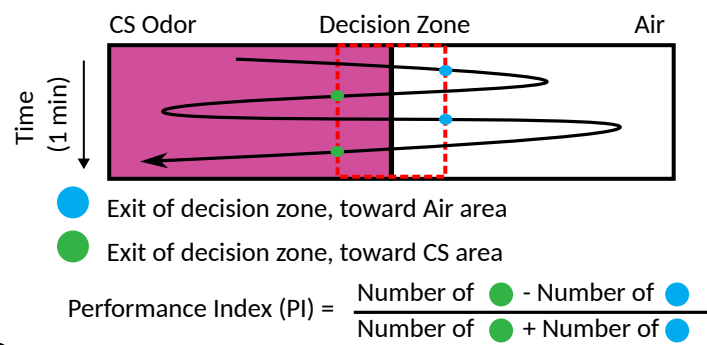 CS Odor Decision Zone Air
Time
(1 min)
Exit of decision zone, toward Air area
Exit of decision zone, toward CS area
Performance Index (PI) =
Number of - Number of
Number of + Number of